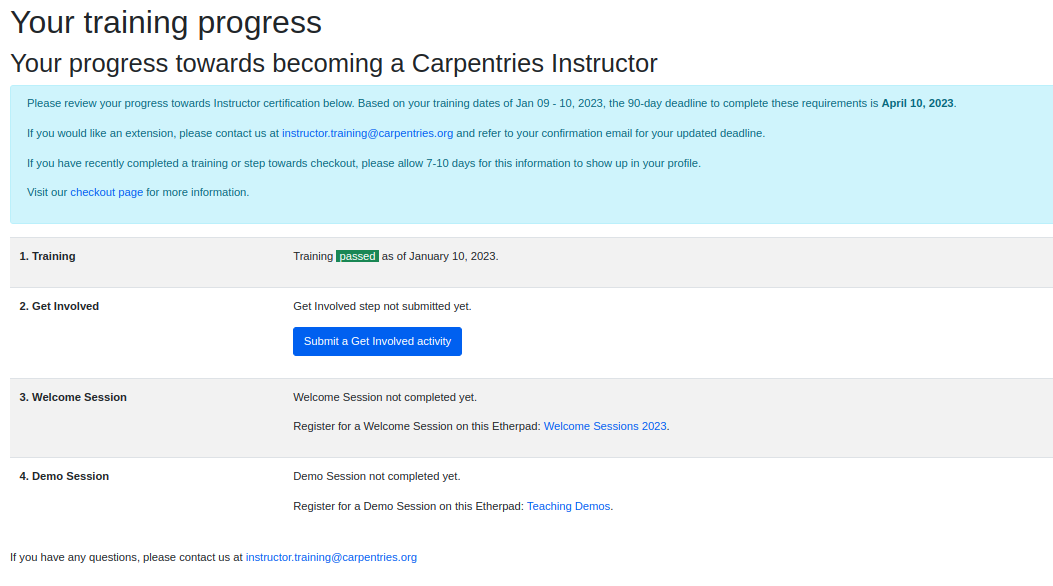 Your training progress
Your progress towards becoming a Carpentries Instructor
Please review your progress towards Instructor certification below. Based on your training dates of Jan 09 - 10, 2023, the 90-day deadline to complete these requirements is April 10, 2023.
If you would like an extension, please contact us at instructor.training@carpentries.org and refer to your confirmation email for your updated deadline.
If you have recently completed a training or step towards checkout, please allow 7-10 days for this information to show up in your profile.
Visit our checkout page for more information.
1. Training
Training passed as of January 10, 2023.
2. Get Involved
Get Involved step not submitted yet.
Submit a Get Involved activity
3. Welcome Session
Welcome Session not completed yet.
Register for a Welcome Session on this Etherpad: Welcome Sessions 2023.
4. Demo Session
Demo Session not completed yet.
Register for a Demo Session on this Etherpad: Teaching Demos.
If you have any questions, please contact us at instructor.training@carpentries.org